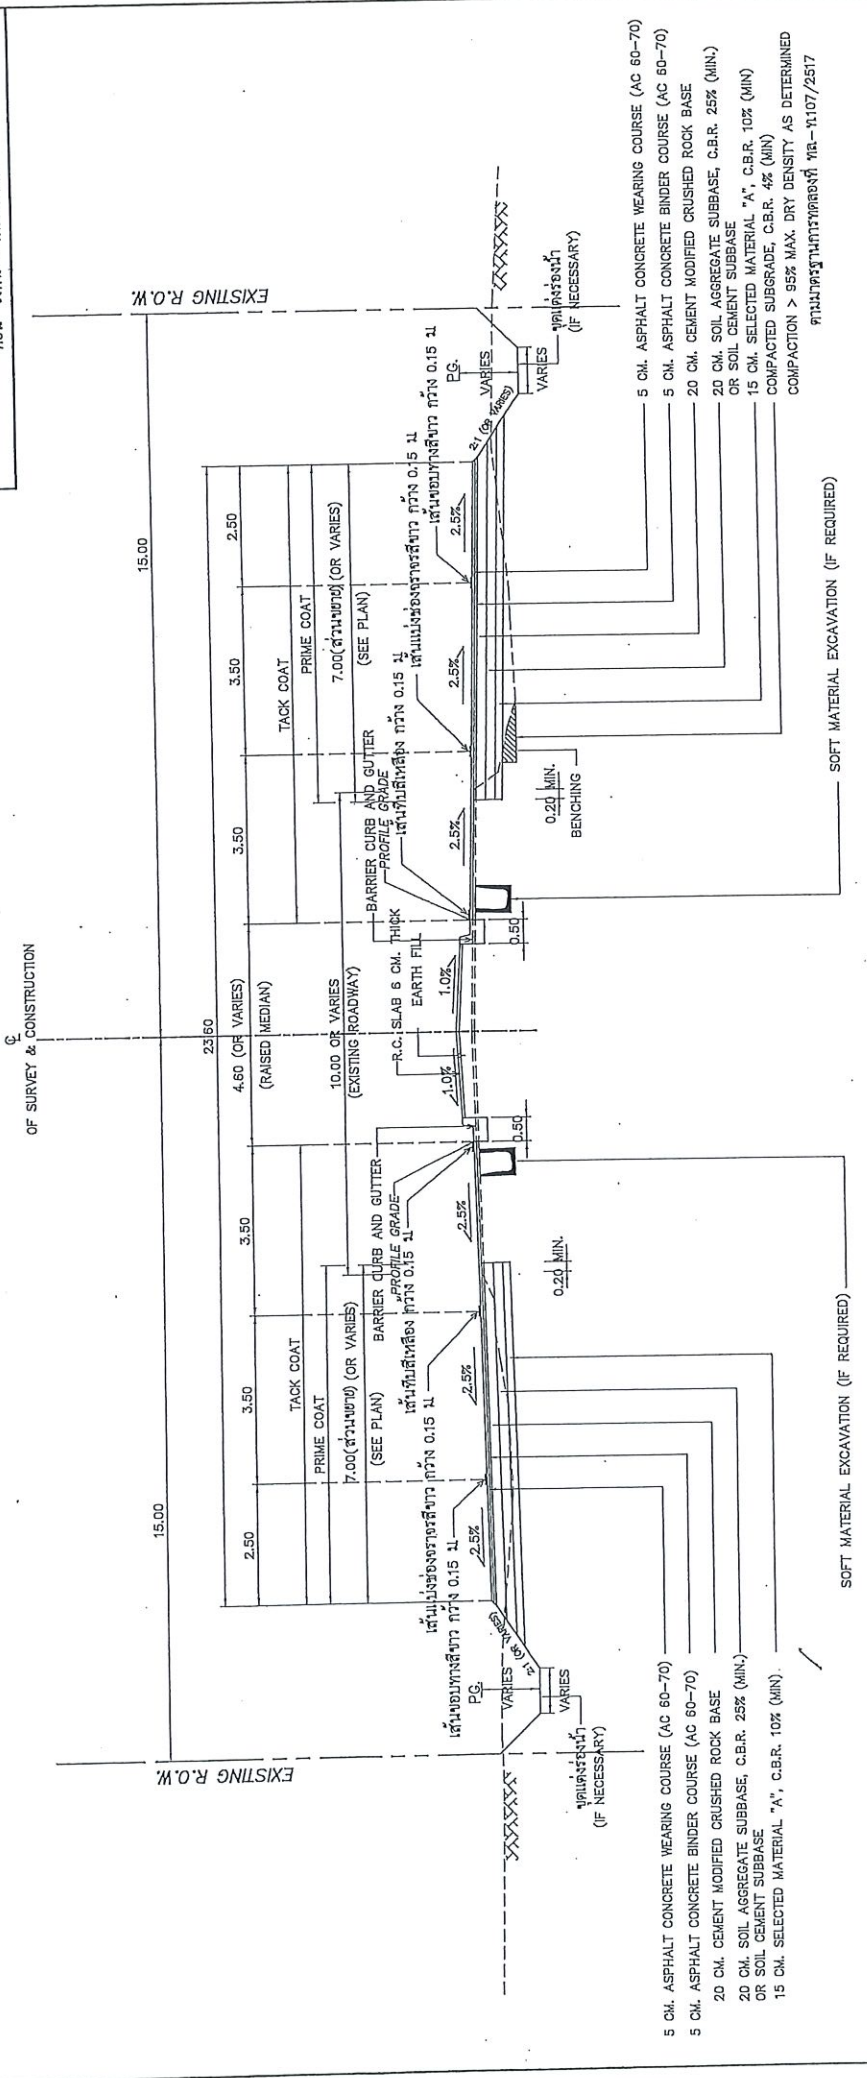 ℄
OF SURVEY & CONSTRUCTION
15.00
15.00
23.60
2.50
3.50
3.50
4.60 (OR VARIES)
(RAISED MEDIAN)
3.50
3.50
2.50
TACK COAT
TACK COAT
PRIME COAT
PRIME COAT
7.00(ส่วนขยาย) (OR VARIES)
(SEE PLAN)
10.00 OR VARIES
(EXISTING ROADWAY)
7.00(ส่วนขยาย) (OR VARIES)
(SEE PLAN)
EXISTING R.O.W.
EXISTING R.O.W.
BARRIER CURB AND GUTTER
PROFILE GRADE
เส้นทึบสีเหลือง กว้าง 0.15 ม
เส้นแบ่งช่องจราจรสีขาว กว้าง 0.15 ม
เส้นขอบทางสีขาว กว้าง 0.15 ม
R.C. SLAB 6 CM. THICK
EARTH FILL
BARRIER CURB AND GUTTER
PROFILE GRADE
เส้นทึบสีเหลือง กว้าง 0.15 ม
เส้นแบ่งช่องจราจรสีขาว กว้าง 0.15 ม
เส้นขอบทางสีขาว กว้าง 0.15 ม
P.G.
VARIES
VARIES
2:1 (OR VARIES)
2.5%
2.5%
2.5%
1.0%
1.0%
2.5%
2.5%
2.5%
2:1 (OR VARIES)
P.G.
VARIES
VARIES
ขุดแต่งร่องน้ำ
(IF NECESSARY)
0.20 MIN.
0.50
0.50
0.20 MIN.
BENCHING
ขุดแต่งร่องน้ำ
(IF NECESSARY)
5 CM. ASPHALT CONCRETE WEARING COURSE (AC 60-70)
5 CM. ASPHALT CONCRETE BINDER COURSE (AC 60-70)
20 CM. CEMENT MODIFIED CRUSHED ROCK BASE
20 CM. SOIL AGGREGATE SUBBASE, C.B.R. 25% (MIN.)
OR SOIL CEMENT SUBBASE
15 CM. SELECTED MATERIAL "A", C.B.R. 10% (MIN).
SOFT MATERIAL EXCAVATION (IF REQUIRED)
5 CM. ASPHALT CONCRETE WEARING COURSE (AC 60-70)
5 CM. ASPHALT CONCRETE BINDER COURSE (AC 60-70)
20 CM. CEMENT MODIFIED CRUSHED ROCK BASE
20 CM. SOIL AGGREGATE SUBBASE, C.B.R. 25% (MIN.)
OR SOIL CEMENT SUBBASE
15 CM. SELECTED MATERIAL "A", C.B.R. 10% (MIN)
COMPACTED SUBGRADE, C.B.R. 4% (MIN)
COMPACTION > 95% MAX. DRY DENSITY AS DETERMINED
ตามมาตรฐานการทดลองที่ ทล-ท107/2517
SOFT MATERIAL EXCAVATION (IF REQUIRED)